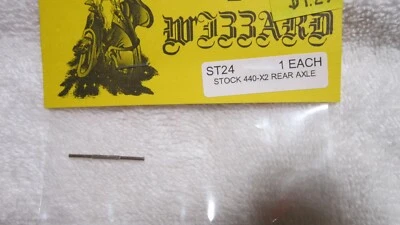 WIZZARD
ST24 1 EACH
STOCK 440-X2 REAR AXLE